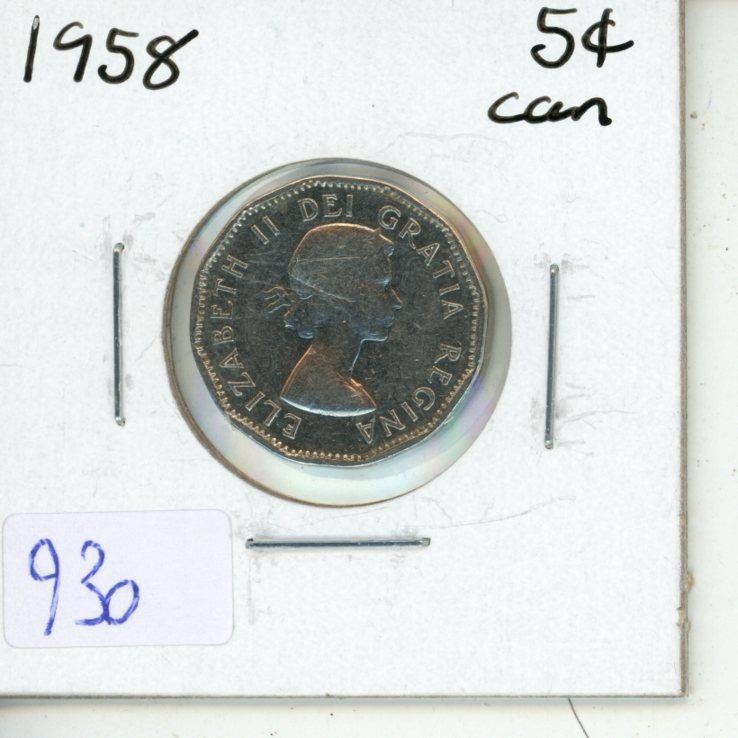 1958
5¢
can
ELIZABETH II DEI GRATIA REGINA
930